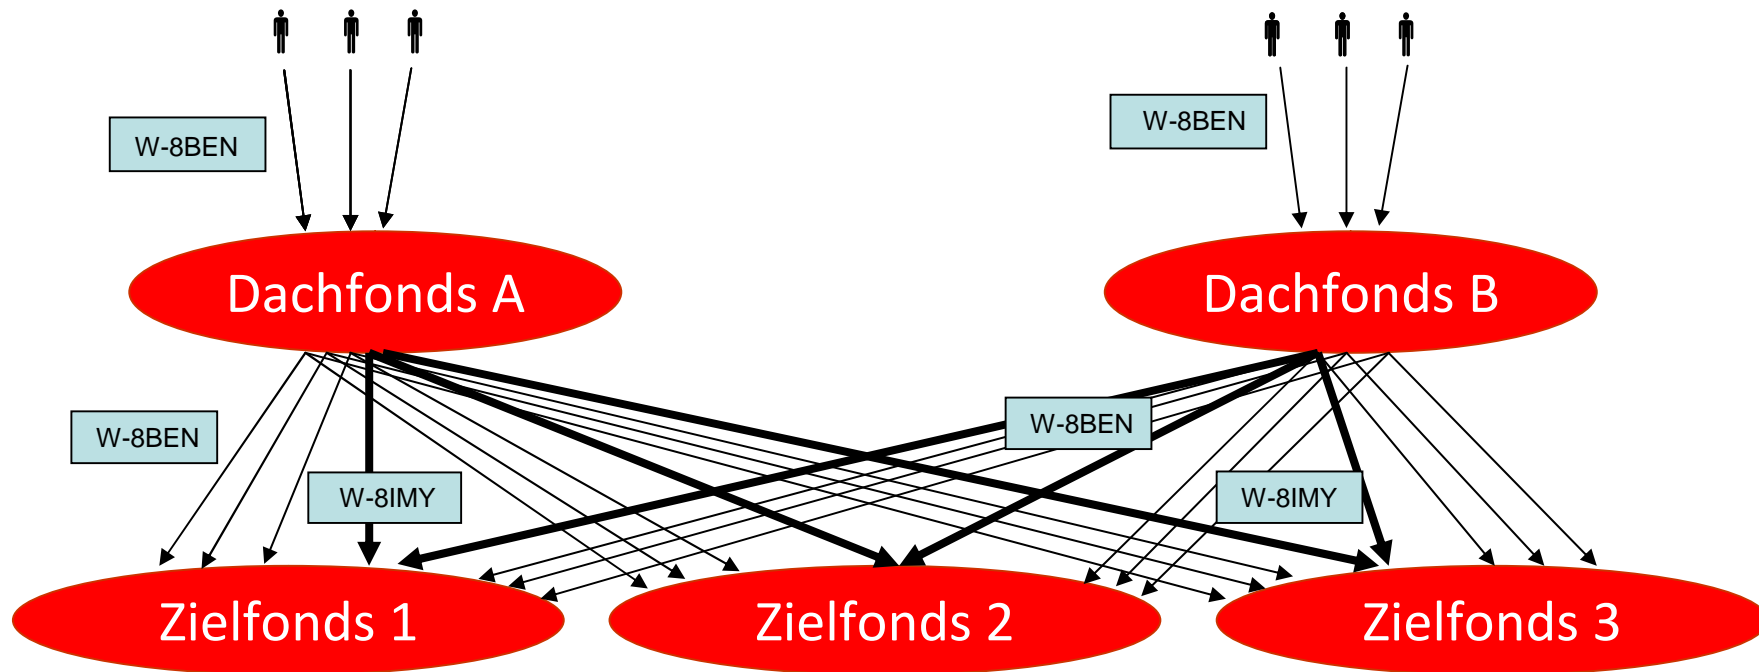 W-8BEN
W-8BEN
Dachfonds A
Dachfonds B
W-8BEN
W-8BEN
W-8IMY
W-8IMY
Zielfonds 1
Zielfonds 2
Zielfonds 3